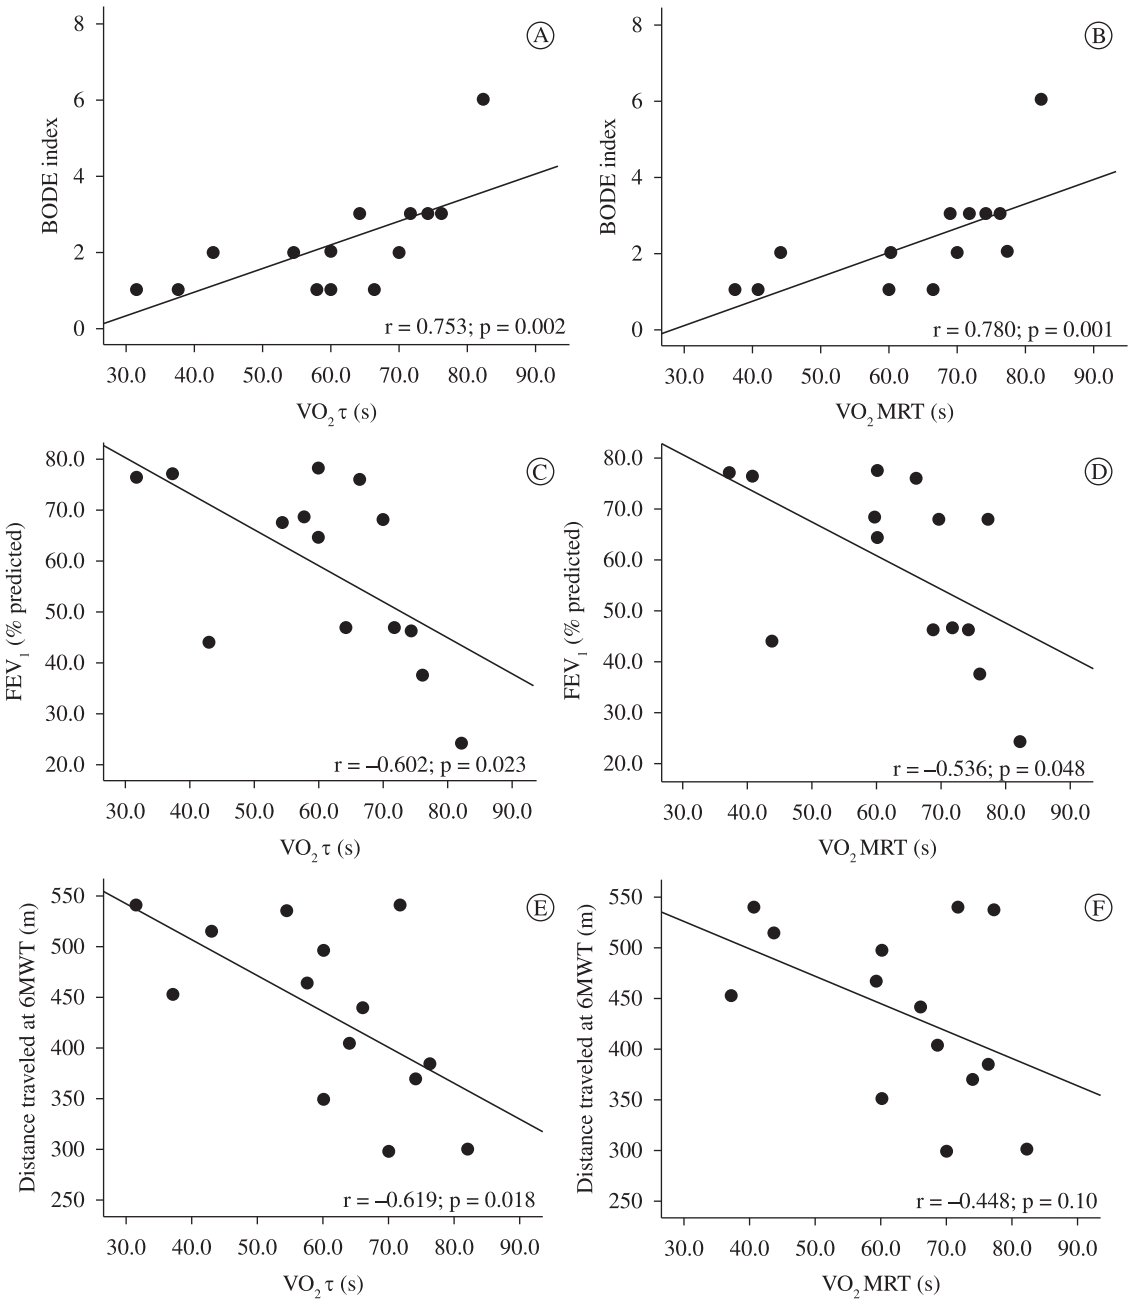 8
6
4
2
0
BODE index
A
r = 0.753; p = 0.002
30.0 40.0 50.0 60.0 70.0 80.0 90.0
VO2 τ (s)
8
6
4
2
0
BODE index
B
r = 0.780; p = 0.001
30.0 40.0 50.0 60.0 70.0 80.0 90.0
VO2 MRT (s)
80.0
70.0
60.0
50.0
40.0
30.0
20.0
FEV1 (% predicted)
C
r = –0.602; p = 0.023
30.0 40.0 50.0 60.0 70.0 80.0 90.0
VO2 τ (s)
80.0
70.0
60.0
50.0
40.0
30.0
20.0
FEV1 (% predicted)
D
r = –0.536; p = 0.048
30.0 40.0 50.0 60.0 70.0 80.0 90.0
VO2 MRT (s)
550
500
450
400
350
300
250
Distance traveled at 6MWT (m)
E
r = –0.619; p = 0.018
30.0 40.0 50.0 60.0 70.0 80.0 90.0
VO2 τ (s)
550
500
450
400
350
300
250
Distance traveled at 6MWT (m)
F
r = –0.448; p = 0.10
30.0 40.0 50.0 60.0 70.0 80.0 90.0
VO2 MRT (s)